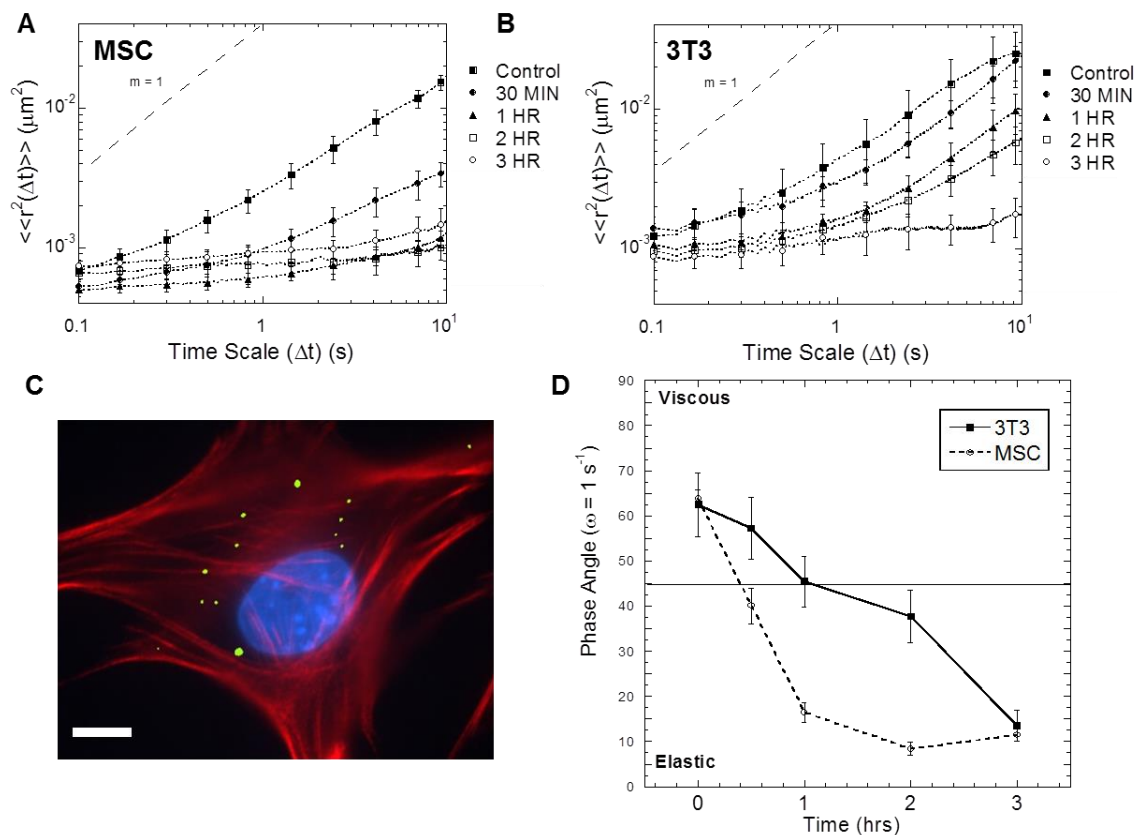 A
MSC
m = 1
10⁻²
10⁻³
<<r²(Δt)>> (μm²)
0.1
1
10¹
Time Scale (Δt) (s)
Control
30 MIN
1 HR
2 HR
3 HR
B
3T3
m = 1
10⁻²
10⁻³
<<r²(Δt)>> (μm²)
0.1
1
10¹
Time Scale (Δt) (s)
Control
30 MIN
1 HR
2 HR
3 HR
C
D
90
80
70
60
50
40
30
20
10
0
Phase Angle (ω = 1 s⁻¹)
Viscous
3T3
MSC
Elastic
0
1
2
3
Time (hrs)